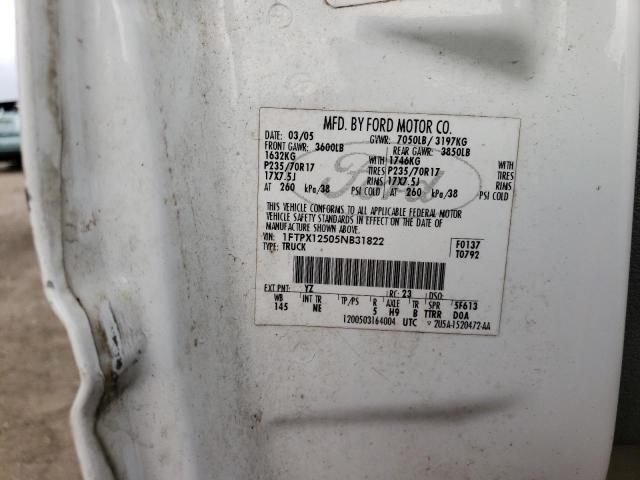 MFD. BY FORD MOTOR CO.
DATE: 03/05 GVWR: 7050LB/ 3197KG
FRONT GAWR: 3600LB REAR GAWR: 3850LB
1632KG WITH 1746KG WITH
P235/70R17 TIRES P235/70R17 TIRES
17X7.5J RIMS 17X7.5J RIMS
AT 260 kPa/38 PSI COLD AT 260 kPa/38 PSI COLD
Ford
THIS VEHICLE CONFORMS TO ALL APPLICABLE FEDERAL MOTOR
VEHICLE SAFETY STANDARDS IN EFFECT ON THE DATE OF
MANUFACTURE SHOWN ABOVE.
VIN: 1FTPX12505NB31822 F0137
TYPE: TRUCK T0792
EXT PNT: YZ RC: 23 DSO:
WB INT TR TP/PS R AXLE TR SPR 5F613
145 NE 5 H9 B TTRR D0A
1200503164004 UTC 2U5A-1520472-AA